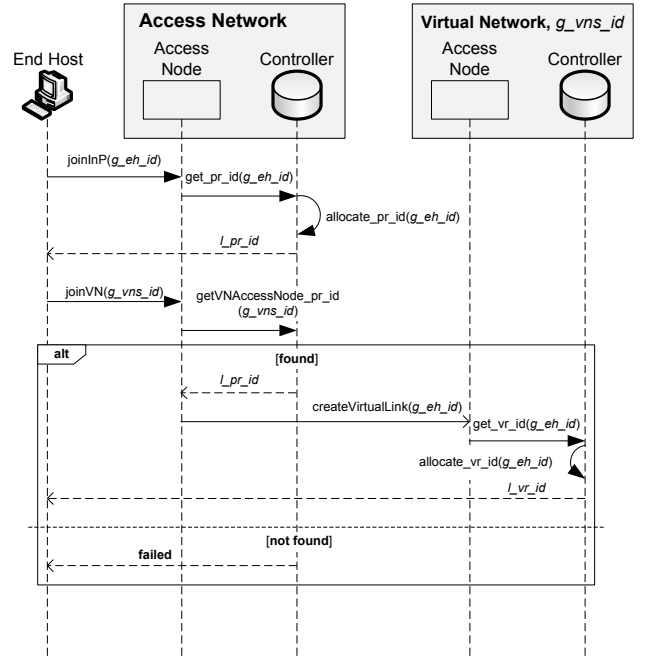 Access Network
Virtual Network, g_vns_id
End Host
Access
Node
Controller
Access
Node
Controller
joinInP(g_eh_id)
get_pr_id(g_eh_id)
allocate_pr_id(g_eh_id)
l_pr_id
joinVN(g_vns_id)
getVNAccessNode_pr_id
(g_vns_id)
alt
[found]
l_pr_id
createVirtualLink(g_eh_id)
get_vr_id(g_eh_id)
allocate_vr_id(g_eh_id)
l_vr_id
[not found]
failed